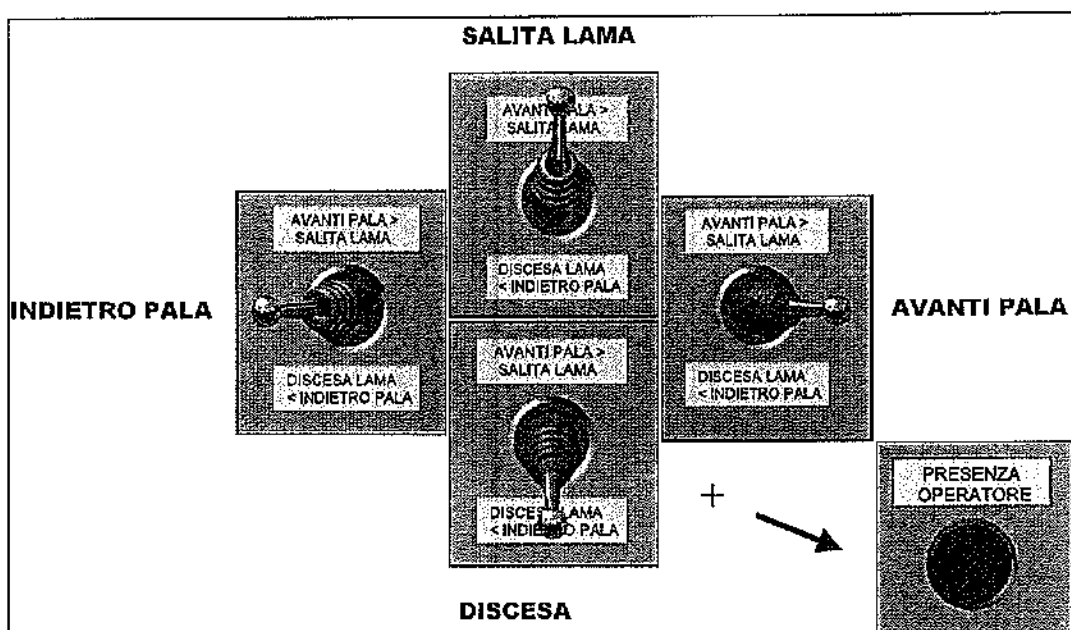 SALITA LAMA
AVANTI PALA >
SALITA LAMA
DISCESA LAMA
< INDIETRO PALA
INDIETRO PALA
AVANTI PALA >
SALITA LAMA
DISCESA LAMA
< INDIETRO PALA
AVANTI PALA >
SALITA LAMA
DISCESA LAMA
< INDIETRO PALA
AVANTI PALA
AVANTI PALA >
SALITA LAMA
DISCESA LAMA
< INDIETRO PALA
+
PRESENZA
OPERATORE
DISCESA